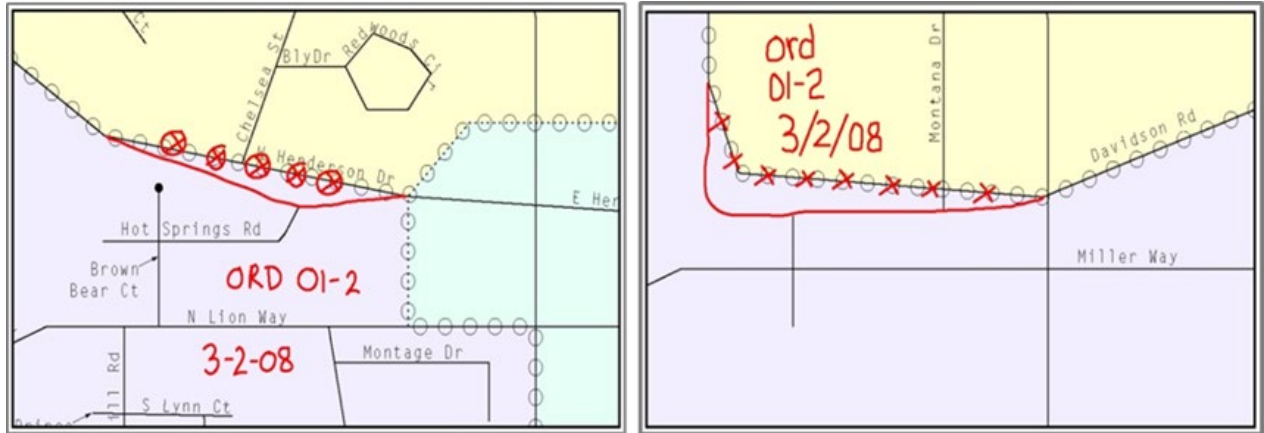 Ct
Chelsea St
BlyDr
Redwoods Cir
Henderson Dr
E Her
Hot Springs Rd
Brown
Bear Ct
ORD 01-2
N Lion Way
3-2-08
Montage Dr
S Lynn Ct
ord
01-2
3/2/08
Montana Dr
Davidson Rd
Miller Way